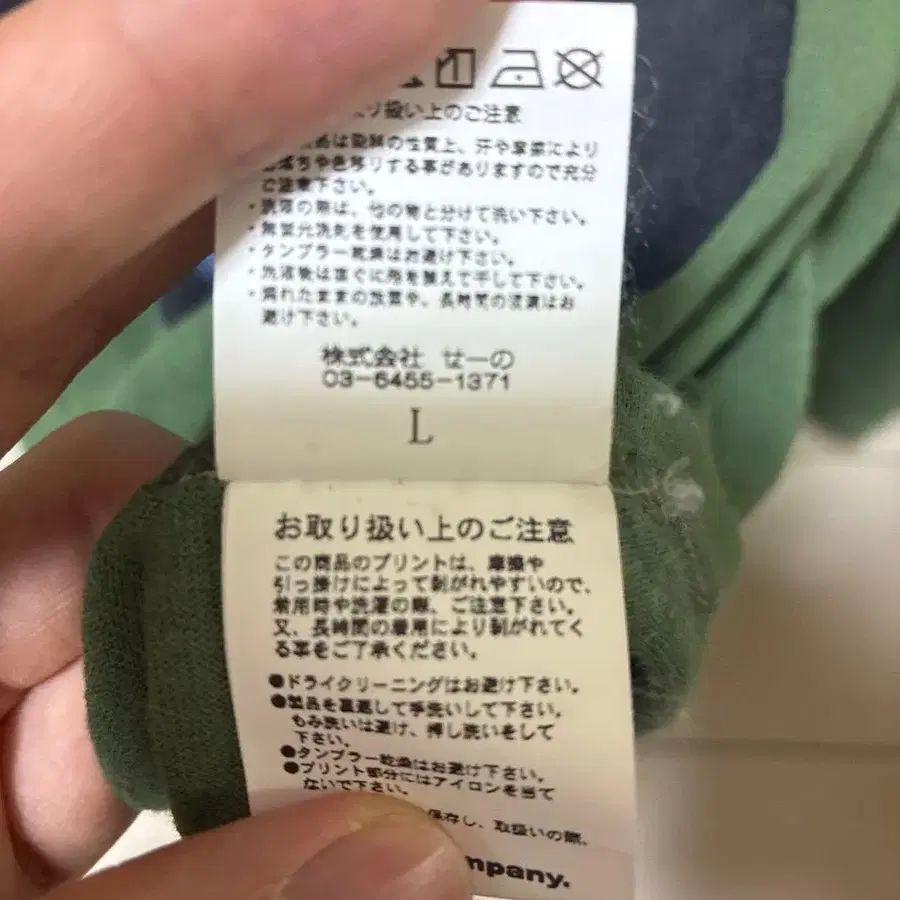 り扱い上のご注意
品は染料の性質上、汗や摩擦により
色落ちや色移りする事がありますので充分
ご注意下さい。
・洗濯の際は、他の物と分けて洗い下さい。
・無蛍光洗剤を使用して下さい。
・タンブラー乾燥はお避け下さい。
・洗濯後は直ぐに形を整えて干して下さい。
・濡れたままの放置や、長時間の浸漬はお
避け下さい。
株式会社 せーの
03-6455-1371
L
お取り扱い上のご注意
この商品のプリントは、摩擦や
引っ掛けによって剥がれやすいので、
着用時や洗濯の際、ご注意下さい。
又、長時間の着用により剥がれてく
る事をご了承ください。
●ドライクリーニングはお避け下さい。
●製品を裏返して手洗いして下さい。
もみ洗いは避け、押し洗いをして
下さい。
●タンブラー乾燥はお避け下さい。
●プリント部分にはアイロンを当て
ないで下さい。
保存し、取扱いの際、
mpany.